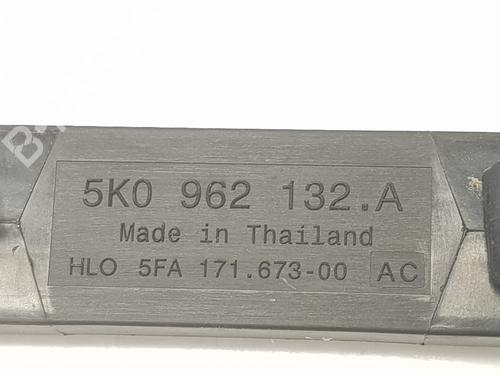 5K0 962 132.A
Made in Thailand
HLO 5FA 171.673-00 AC